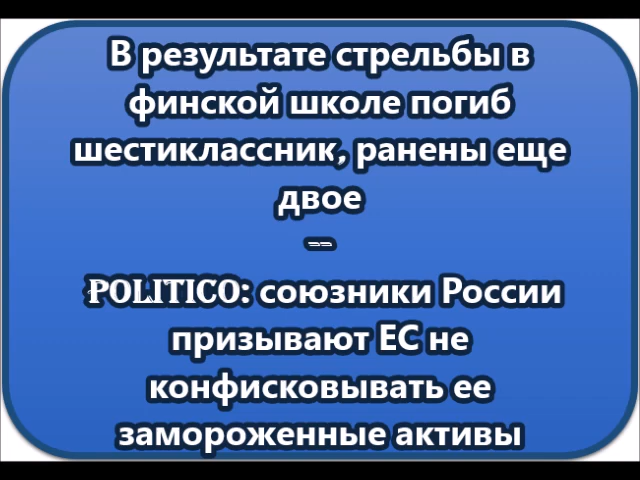 В результате стрельбы в
финской школе погиб
шестиклассник, ранены еще
двое
--
POLITICO: союзники России
призывают ЕС не
конфисковывать ее
замороженные активы